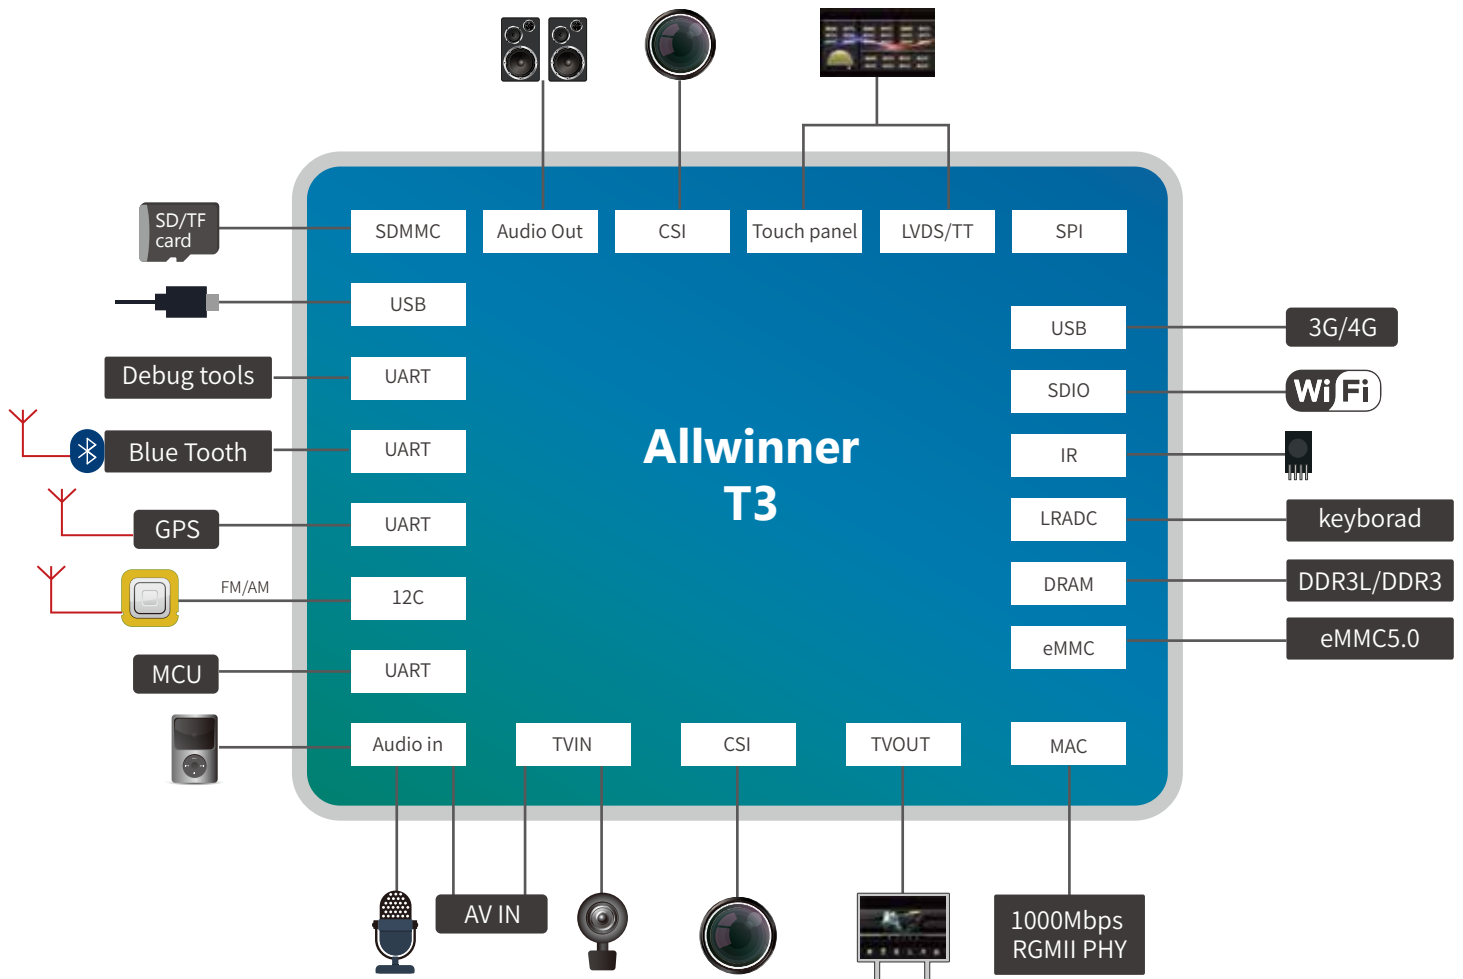 SD/TF
card
SDMMC
Audio Out
CSI
Touch panel
LVDS/TT
SPI
USB
USB
3G/4G
Debug tools
UART
SDIO
WiFi
Blue Tooth
UART
Allwinner
T3
IR
GPS
UART
LRADC
keyborad
FM/AM
12C
DRAM
DDR3L/DDR3
MCU
UART
eMMC
eMMC5.0
Audio in
TVIN
CSI
TVOUT
MAC
AV IN
1000Mbps
RGMII PHY